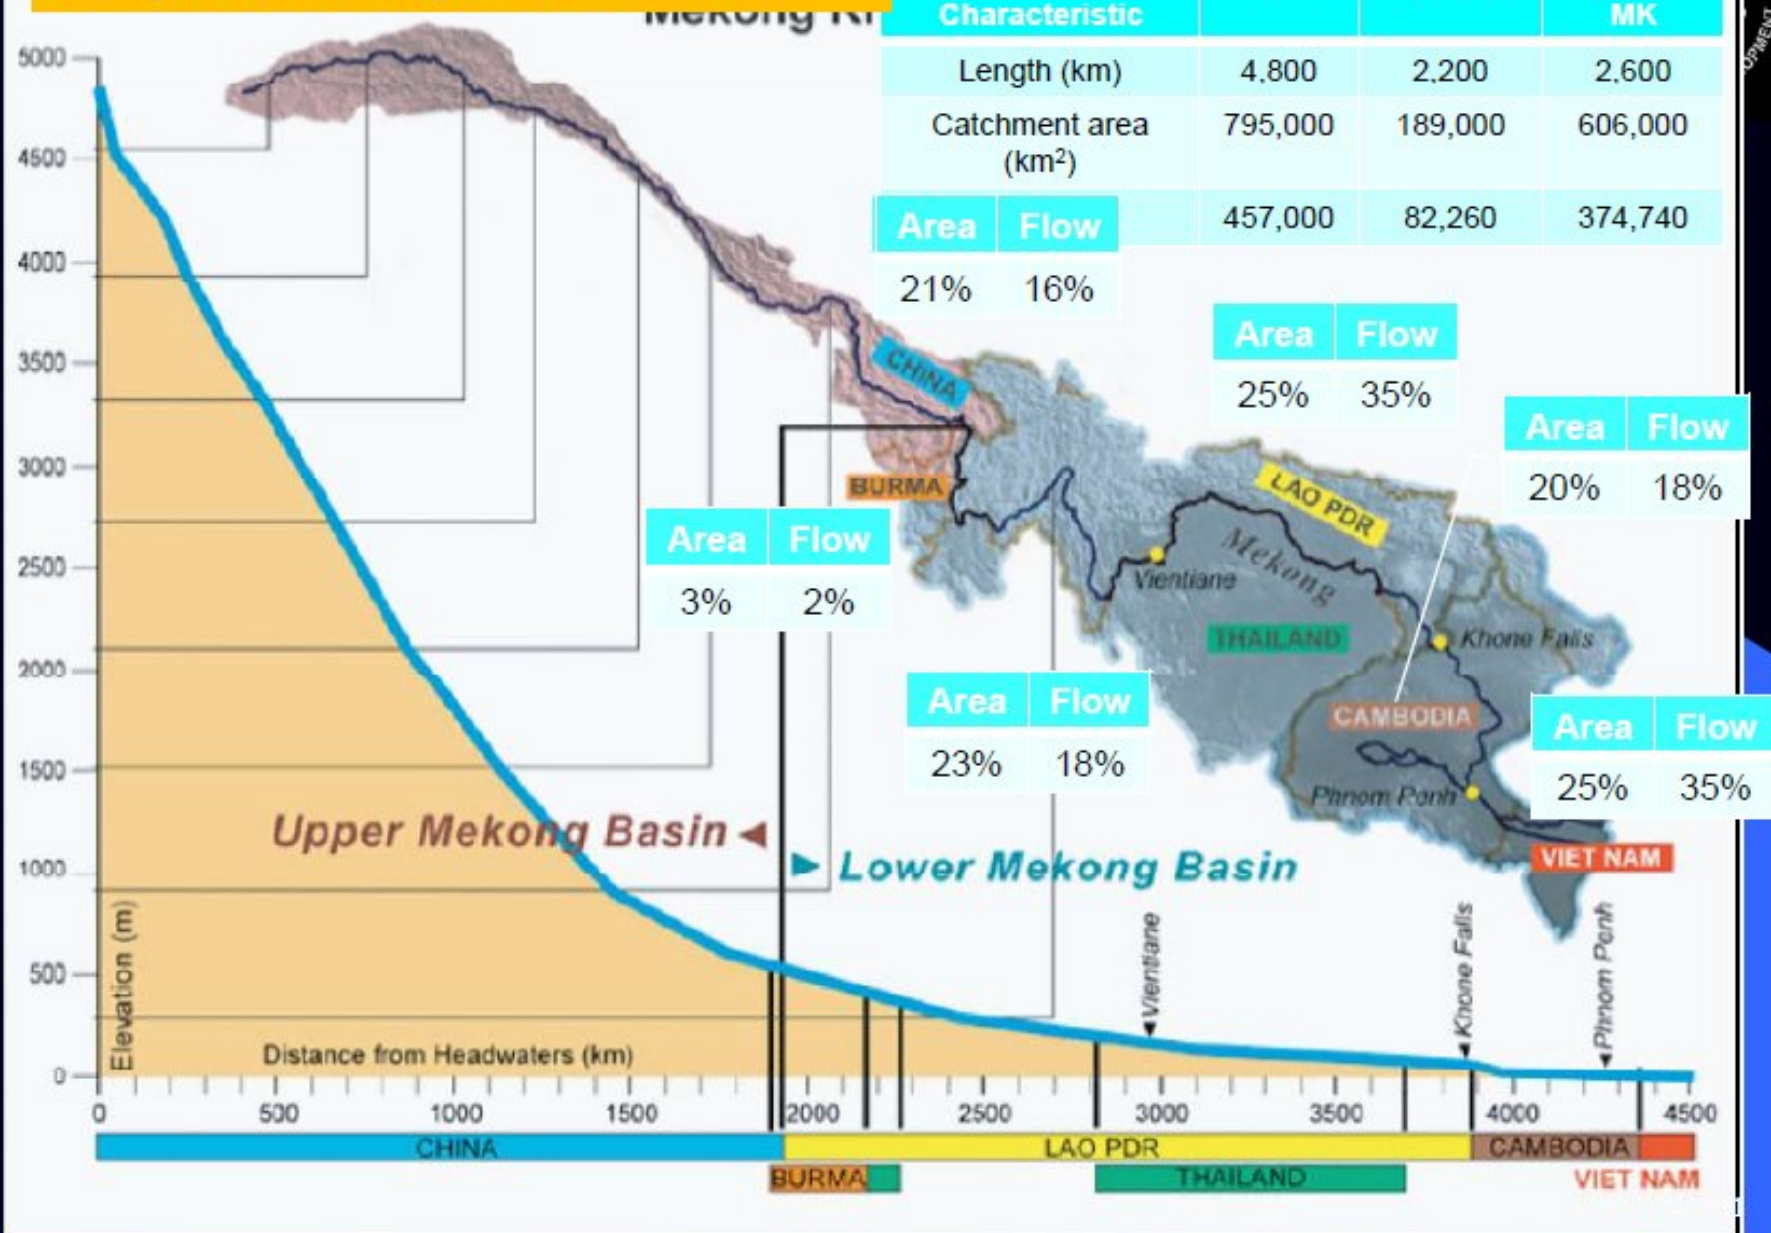 Mekong Ri
Characteristic MK
Length (km) 4,800 2,200 2,600
Catchment area (km²) 795,000 189,000 606,000
457,000 82,260 374,740
Area Flow
21% 16%
Area Flow
25% 35%
Area Flow
20% 18%
Area Flow
3% 2%
Area Flow
23% 18%
Area Flow
25% 35%
5000
4500
4000
3500
3000
2500
2000
1500
1000
500
0
Elevation (m)
Distance from Headwaters (km)
CHINA
BURMA
LAO PDR
Mekong
Vientiane
THAILAND
Khone Falls
CAMBODIA
Phnom Penh
VIET NAM
Upper Mekong Basin
Lower Mekong Basin
Vientiane
Khone Falls
Phnom Penh
0 500 1000 1500 2000 2500 3000 3500 4000 4500
CHINA LAO PDR CAMBODIA
BURMA THAILAND VIET NAM